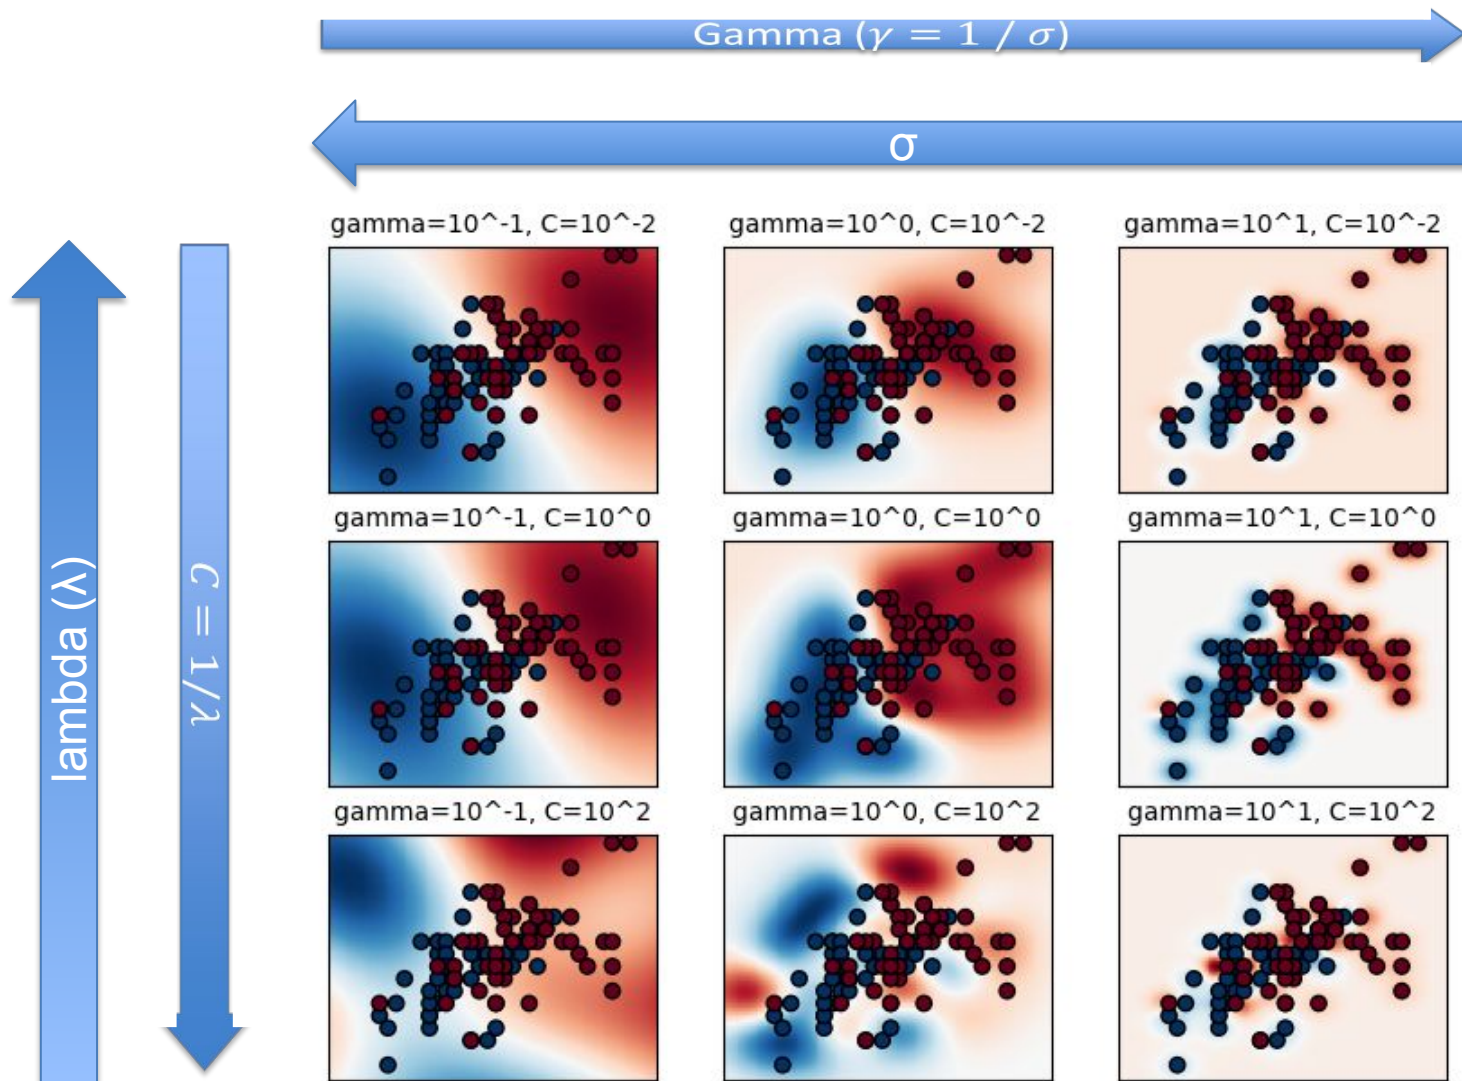 Gamma (γ = 1 / σ)
σ
gamma=10^-1, C=10^-2
gamma=10^0, C=10^-2
gamma=10^1, C=10^-2
lambda (λ)
C = 1/λ
gamma=10^-1, C=10^0
gamma=10^0, C=10^0
gamma=10^1, C=10^0
gamma=10^-1, C=10^2
gamma=10^0, C=10^2
gamma=10^1, C=10^2